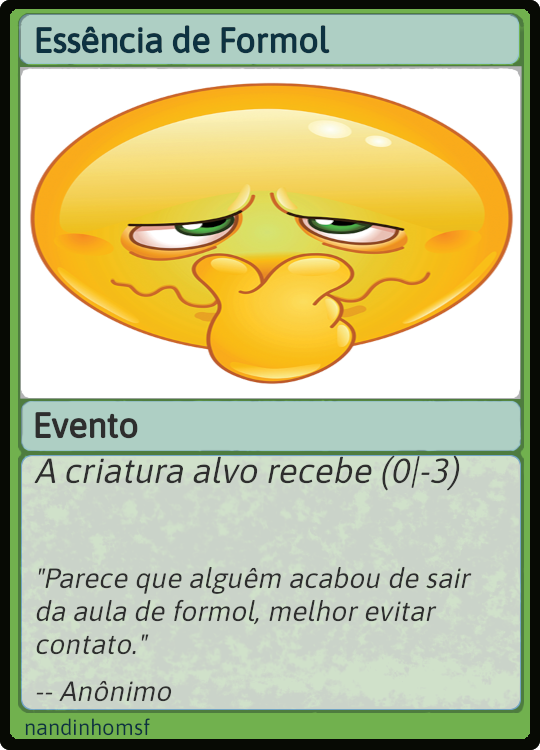 Essência de Formol
Evento
A criatura alvo recebe (0|-3)
"Parece que alguêm acabou de sair
da aula de formol, melhor evitar
contato."
-- Anônimo
nandinhomsf